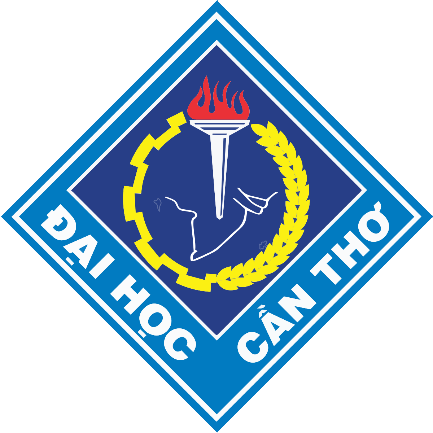 ĐẠI HỌC
CẦN THƠ